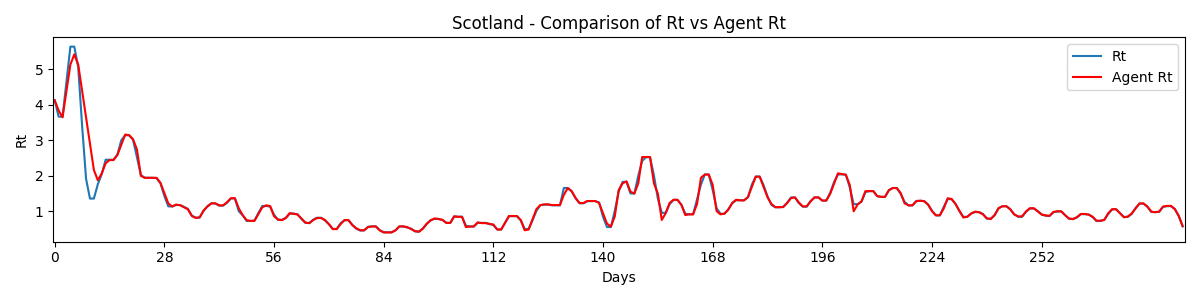 Scotland - Comparison of Rt vs Agent Rt
Rt
Agent Rt
Rt
5
4
3
2
1
0 28 56 84 112 140 168 196 224 252
Days